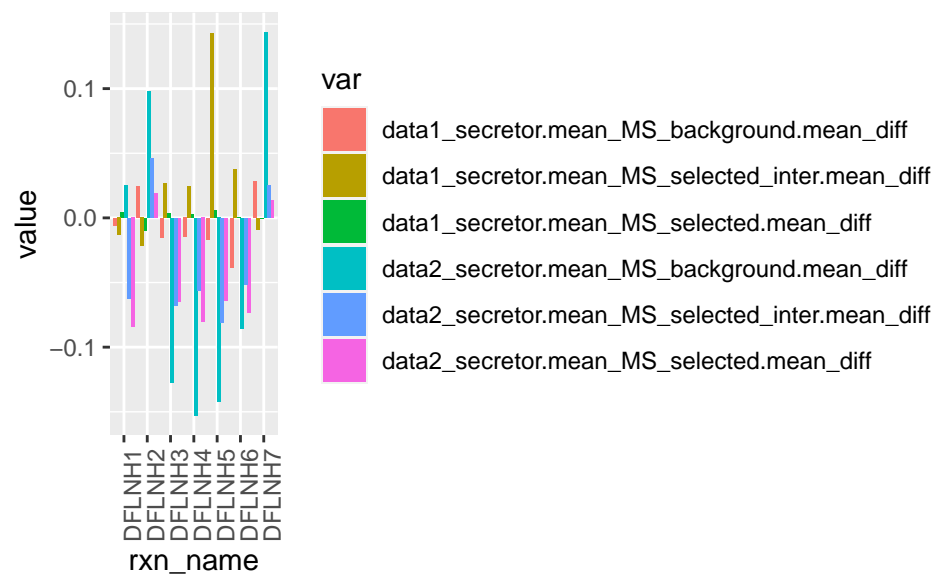 value
0.1
0.0
−0.1
DFLNH1
DFLNH2
DFLNH3
DFLNH4
DFLNH5
DFLNH6
DFLNH7
rxn_name
var
data1_secretor.mean_MS_background.mean_diff
data1_secretor.mean_MS_selected_inter.mean_diff
data1_secretor.mean_MS_selected.mean_diff
data2_secretor.mean_MS_background.mean_diff
data2_secretor.mean_MS_selected_inter.mean_diff
data2_secretor.mean_MS_selected.mean_diff